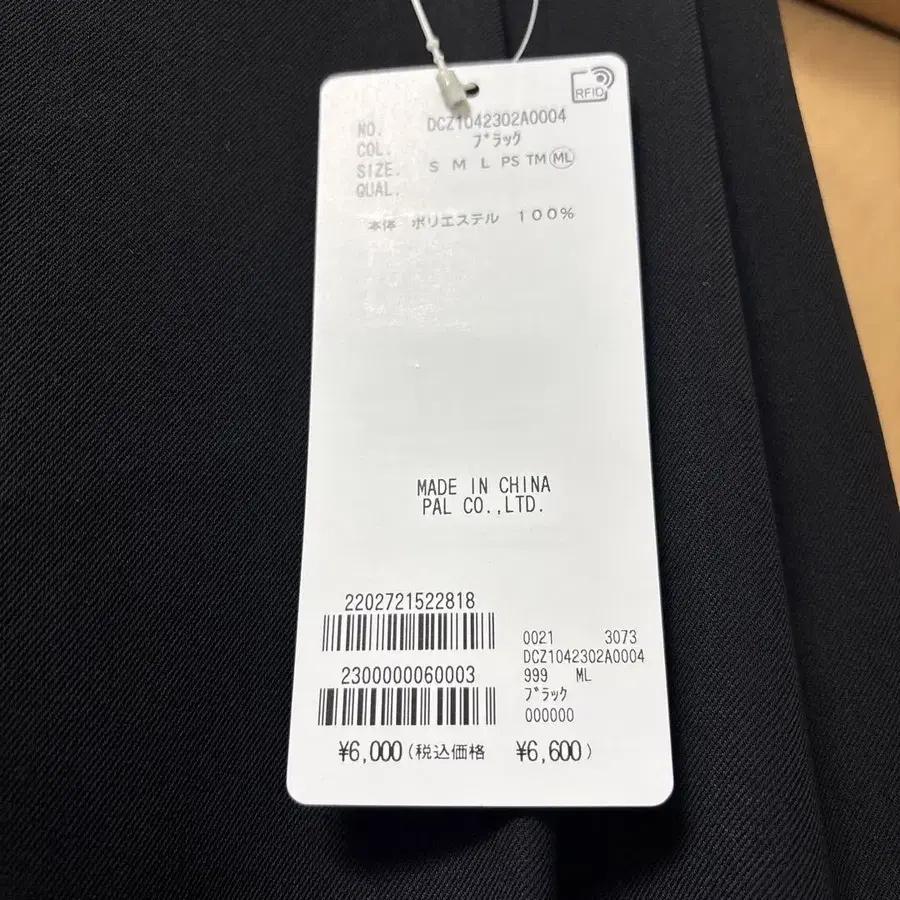 RFID
NO. DCZ1042302A0004
COL. ブラック
SIZE. S M L PS TM ML
QUAL.
本体 ポリエステル 100%
MADE IN CHINA
PAL CO.,LTD.
2202721522818
2300000060003
¥6,000(税込価格 ¥6,600)
0021 3073
DCZ1042302A0004
999 ML
ブラック
000000